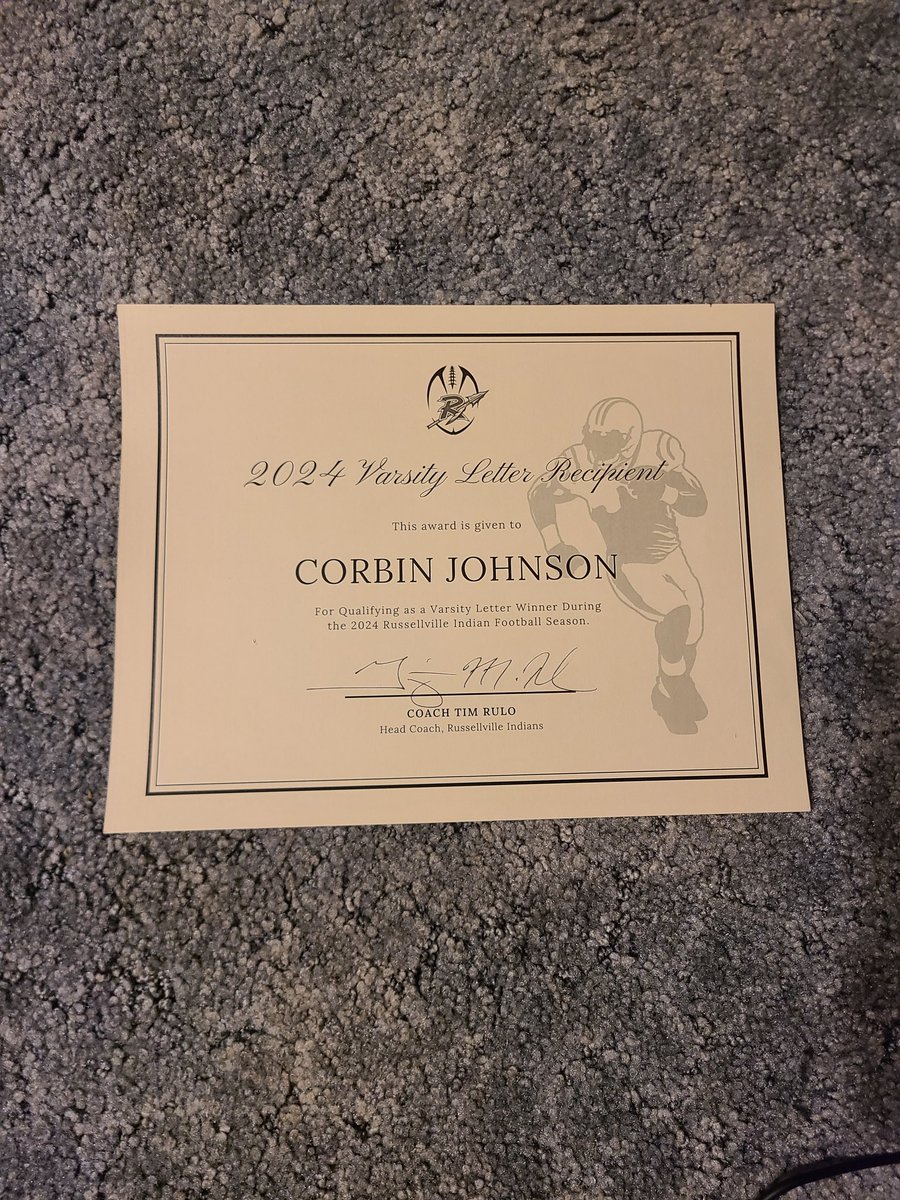 R
2024 Varsity Letter Recipient
This award is given to
CORBIN JOHNSON
For Qualifying as a Varsity Letter Winner During
the 2024 Russellville Indian Football Season.
COACH TIM RULO
Head Coach, Russellville Indians